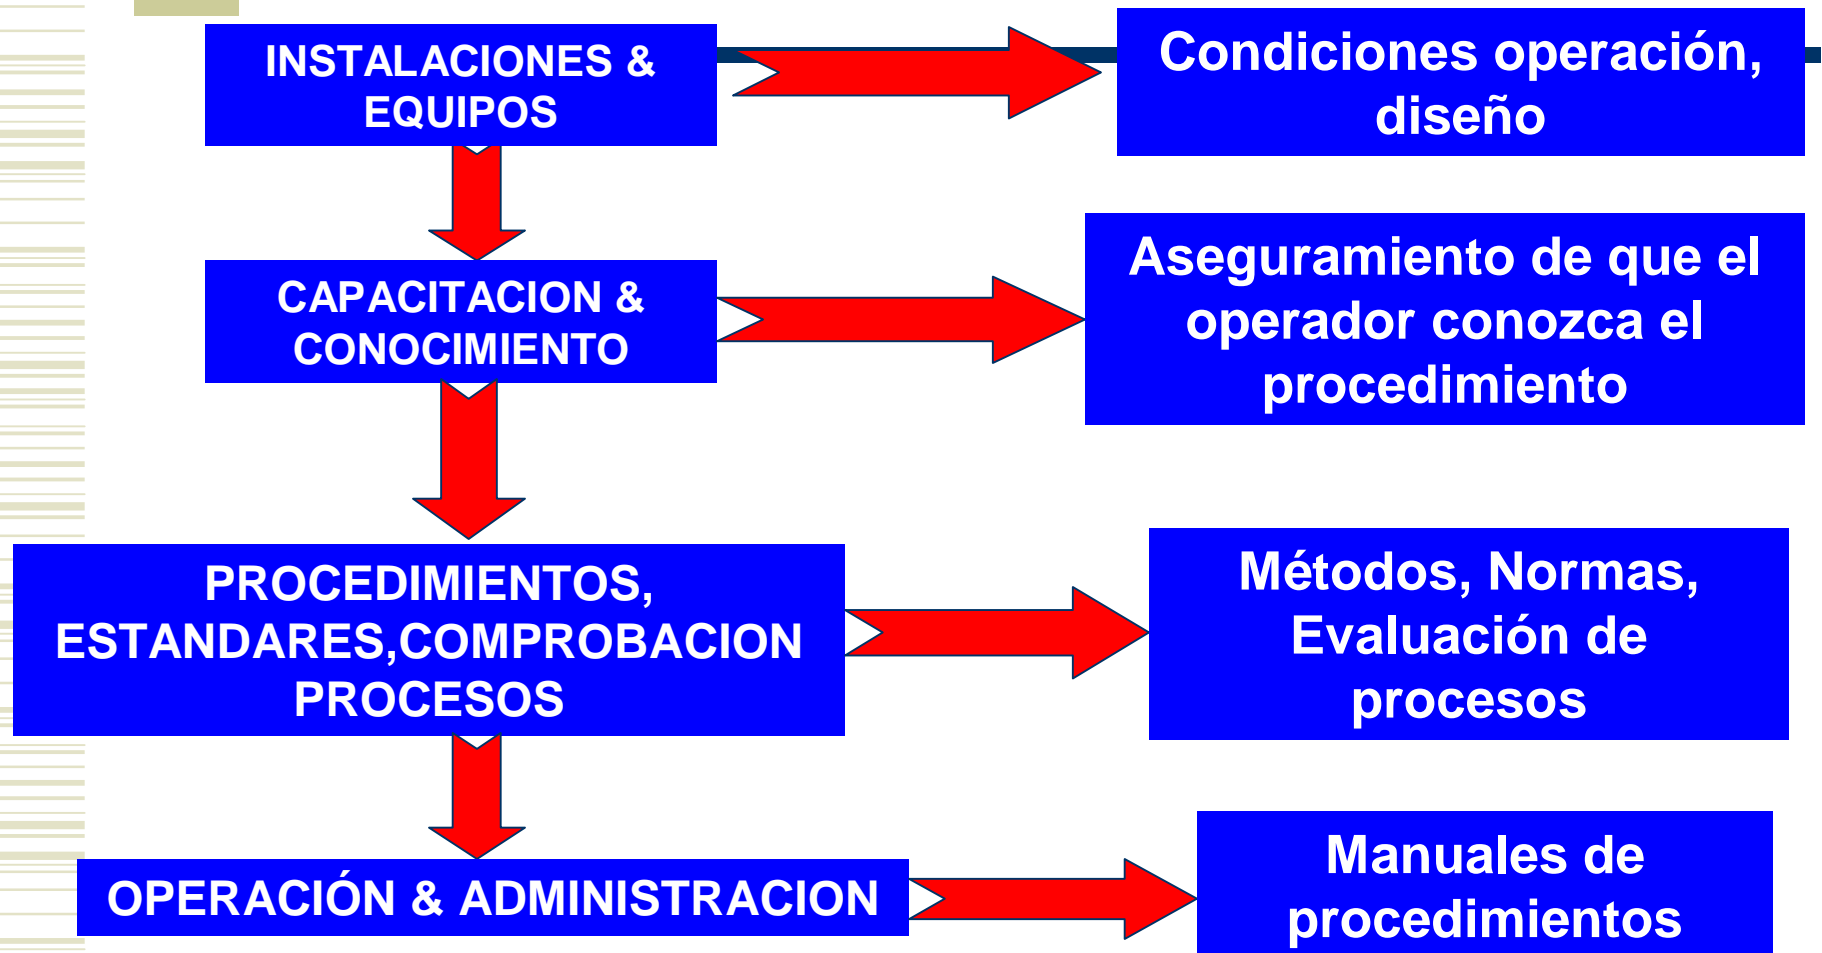 INSTALACIONES &
EQUIPOS
Condiciones operación,
diseño
CAPACITACION &
CONOCIMIENTO
Aseguramiento de que el
operador conozca el
procedimiento
PROCEDIMIENTOS,
ESTANDARES,COMPROBACION
PROCESOS
Métodos, Normas,
Evaluación de
procesos
OPERACIÓN & ADMINISTRACION
Manuales de
procedimientos